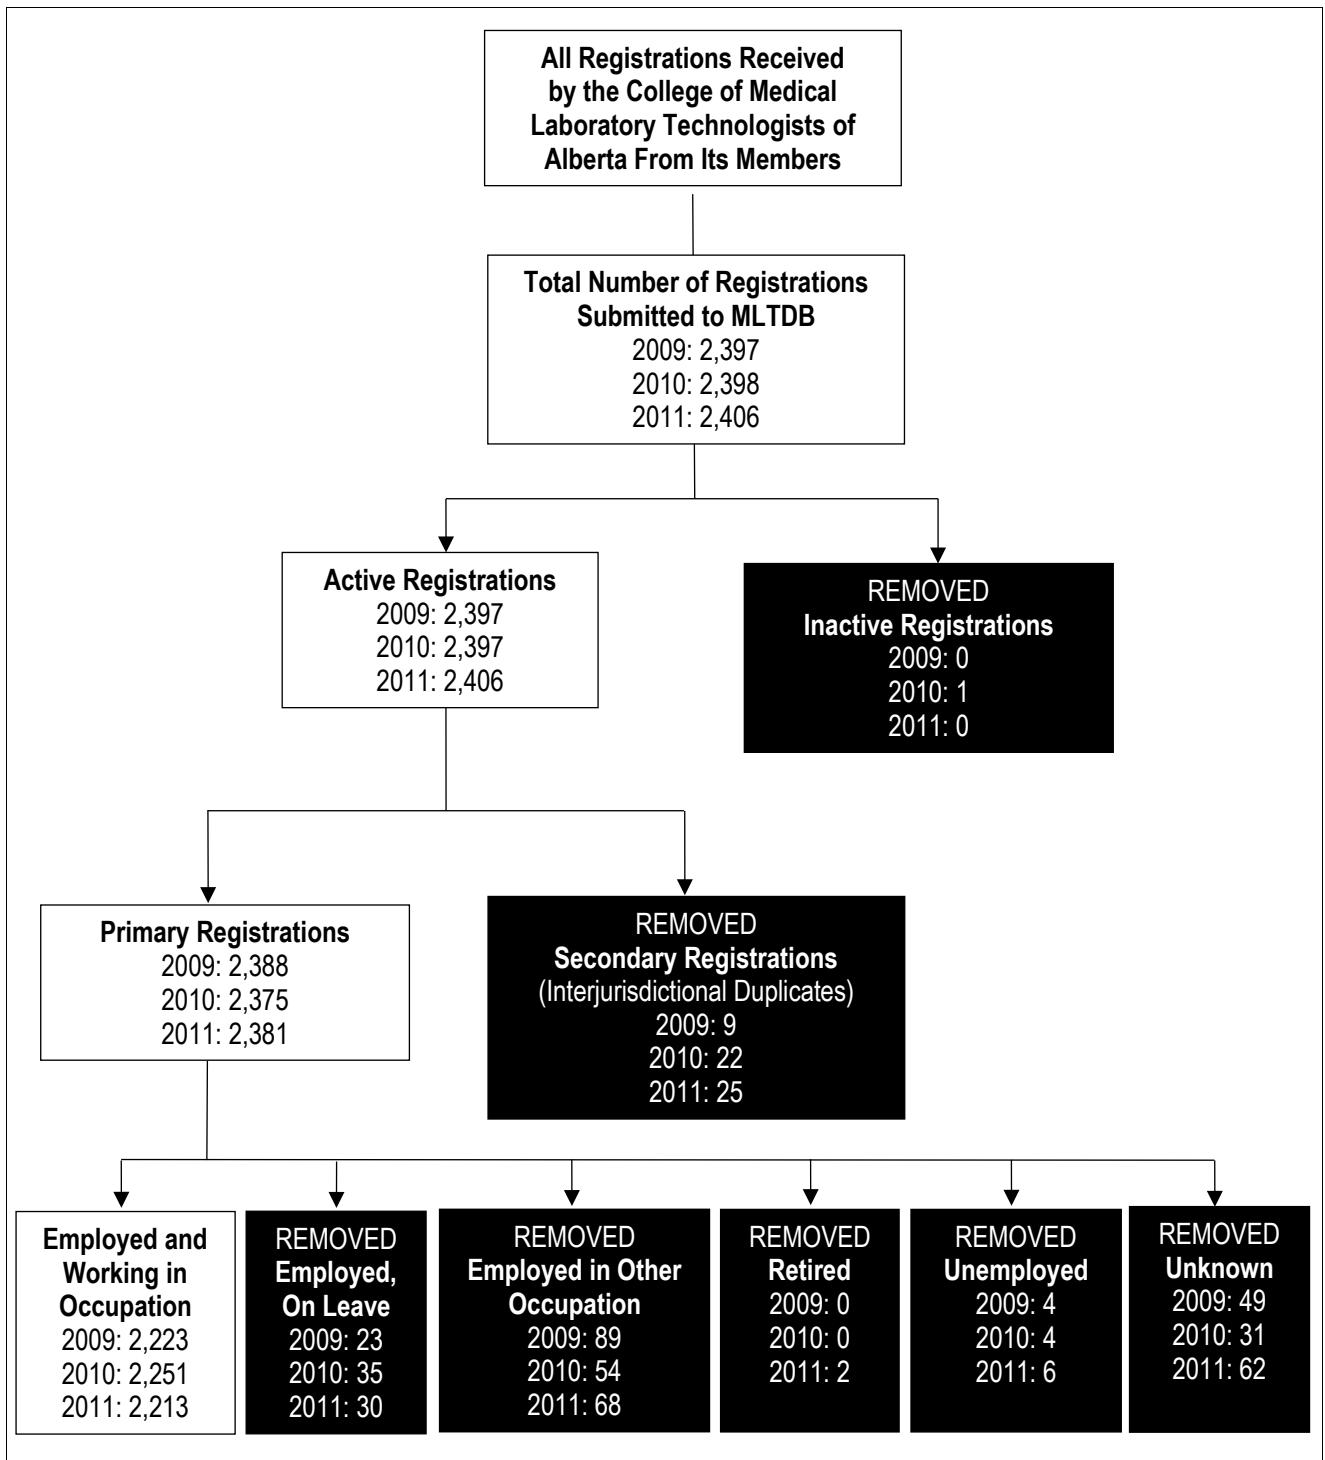 All Registrations Received
by the College of Medical
Laboratory Technologists of
Alberta From Its Members
Total Number of Registrations
Submitted to MLTDB
2009: 2,397
2010: 2,398
2011: 2,406
Active Registrations
2009: 2,397
2010: 2,397
2011: 2,406
REMOVED
Inactive Registrations
2009: 0
2010: 1
2011: 0
Primary Registrations
2009: 2,388
2010: 2,375
2011: 2,381
REMOVED
Secondary Registrations
(Interjurisdictional Duplicates)
2009: 9
2010: 22
2011: 25
Employed and
Working in
Occupation
2009: 2,223
2010: 2,251
2011: 2,213
REMOVED
Employed,
On Leave
2009: 23
2010: 35
2011: 30
REMOVED
Employed in Other
Occupation
2009: 89
2010: 54
2011: 68
REMOVED
Retired
2009: 0
2010: 0
2011: 2
REMOVED
Unemployed
2009: 4
2010: 4
2011: 6
REMOVED
Unknown
2009: 49
2010: 31
2011: 62